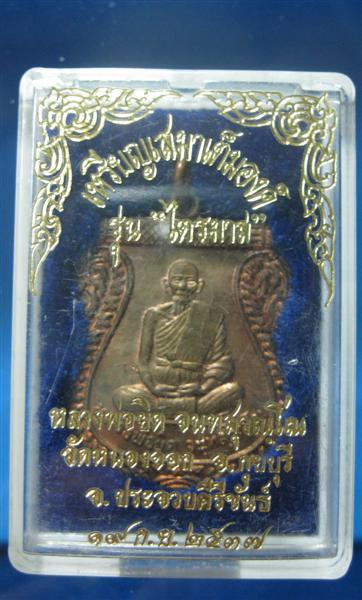 เหรียญเสมาเต็มองค์
รุ่น "ไตรมาส"
หลวงพ่อยิด จนฺทสุวณฺโณ
วัดหนองจอก อ.กุยบุรี
จ.ประจวบคีรีขันธ์
๑๙ ก.ย. ๒๕๓๗